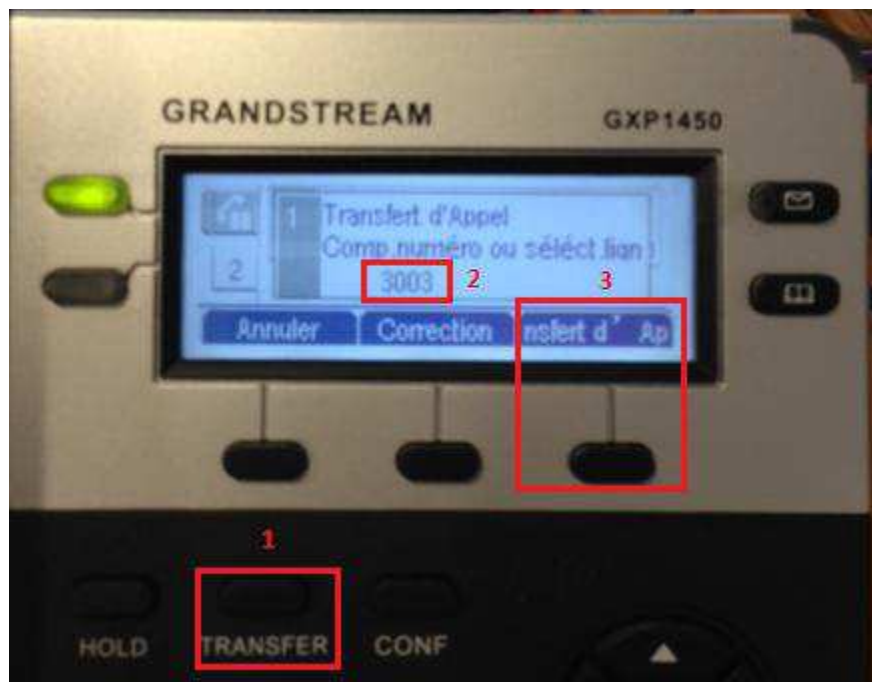 GRANDSTREAM
GXP1450
1 Transfert d'Appel
Comp.numéro ou séléct.lign
2
3003
2
3
Annuler
Correction
nsfert d' Ap
1
HOLD
TRANSFER
CONF